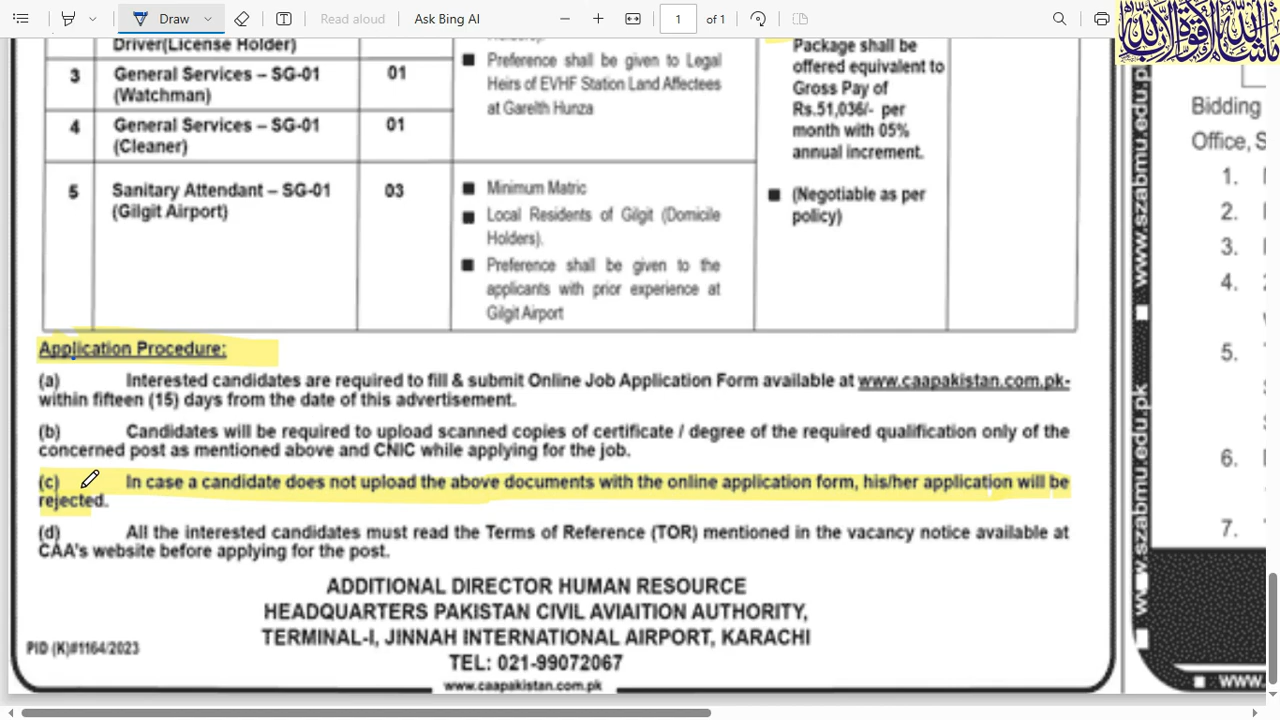 Draw
Read aloud
Ask Bing AI
1
of 1
Driver(License Holder)
3 General Services – SG-01 01
(Watchman)
4 General Services – SG-01 01
(Cleaner)
Preference shall be given to Legal
Heirs of EVHF Station Land Affectees
at Garelth Hunza
Package shall be
offered equivalent to
Gross Pay of
Rs.51,036/- per
month with 05%
annual increment.
(Negotiable as per
policy)
5 Sanitary Attendant – SG-01 03
(Gilgit Airport)
Minimum Matric
Local Residents of Gilgit (Domicile
Holders).
Preference shall be given to the
applicants with prior experience at
Gilgit Airport
Application Procedure:
(a) Interested candidates are required to fill & submit Online Job Application Form available at www.caapakistan.com.pk-
within fifteen (15) days from the date of this advertisement.
(b) Candidates will be required to upload scanned copies of certificate / degree of the required qualification only of the
concerned post as mentioned above and CNIC while applying for the job.
(c) In case a candidate does not upload the above documents with the online application form, his/her application will be
rejected.
(d) All the interested candidates must read the Terms of Reference (TOR) mentioned in the vacancy notice available at
CAA's website before applying for the post.
ADDITIONAL DIRECTOR HUMAN RESOURCE
HEADQUARTERS PAKISTAN CIVIL AVIAITION AUTHORITY,
TERMINAL-I, JINNAH INTERNATIONAL AIRPORT, KARACHI
PID (K)#1164/2023
TEL: 021-99072067
www.caapakistan.com.pk
ماشاءالله لاقوة الا بالله
www.szabmu.edu.pk
www.szabmu.edu.pk
Bidding
Office, S
1.
2.
3.
4.
5.
6.
7.
www.